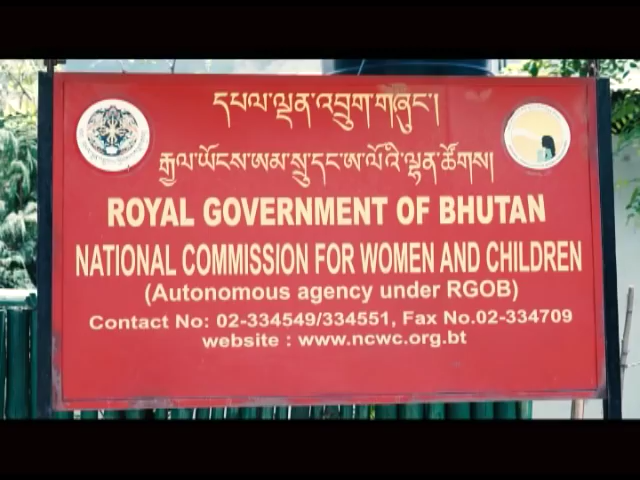 དཔལ་ལྡན་འབྲུག་གཞུང་།
རྒྱལ་ཡོངས་ཨམ་སྲུ་དང་ཨ་ལོའི་ལྷན་ཚོགས།
ROYAL GOVERNMENT OF BHUTAN
NATIONAL COMMISSION FOR WOMEN AND CHILDREN
(Autonomous agency under RGOB)
Contact No: 02-334549/334551, Fax No.02-334709
website : www.ncwc.org.bt